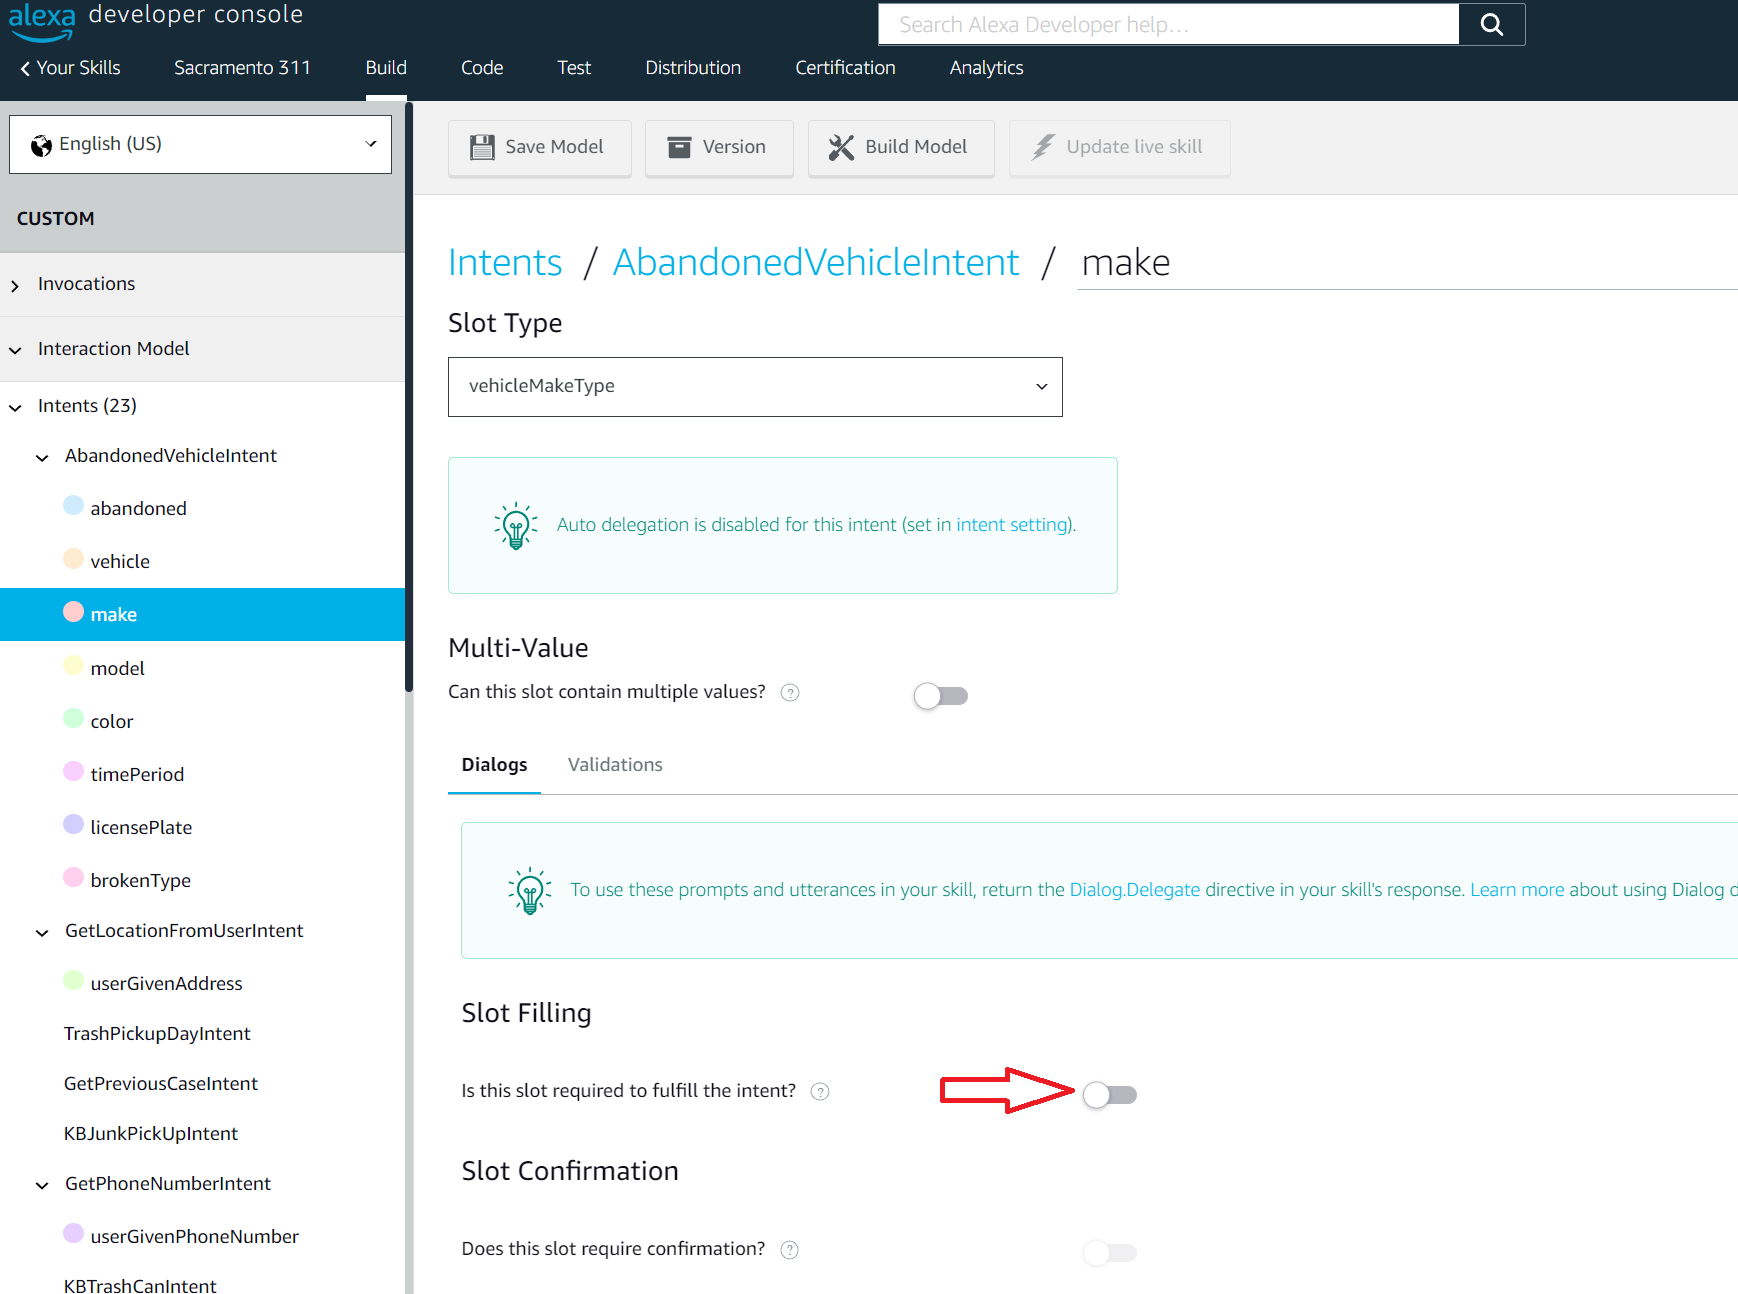 alexa developer console
Search Alexa Developer help...
Your Skills
Sacramento 311
Build
Code
Test
Distribution
Certification
Analytics
English (US)
Save Model
Version
Build Model
Update live skill
CUSTOM
Invocations
Interaction Model
Intents (23)
AbandonedVehicleIntent
abandoned
vehicle
make
model
color
timePeriod
licensePlate
brokenType
GetLocationFromUserIntent
userGivenAddress
TrashPickupDayIntent
GetPreviousCaseIntent
KBJunkPickUpIntent
GetPhoneNumberIntent
userGivenPhoneNumber
KBTrashCanIntent
Intents / AbandonedVehicleIntent / make
Slot Type
vehicleMakeType
Auto delegation is disabled for this intent (set in intent setting).
Multi-Value
Can this slot contain multiple values? ?
Dialogs
Validations
To use these prompts and utterances in your skill, return the Dialog.Delegate directive in your skill's response. Learn more about using Dialog d
Slot Filling
Is this slot required to fulfill the intent? ?
Slot Confirmation
Does this slot require confirmation? ?